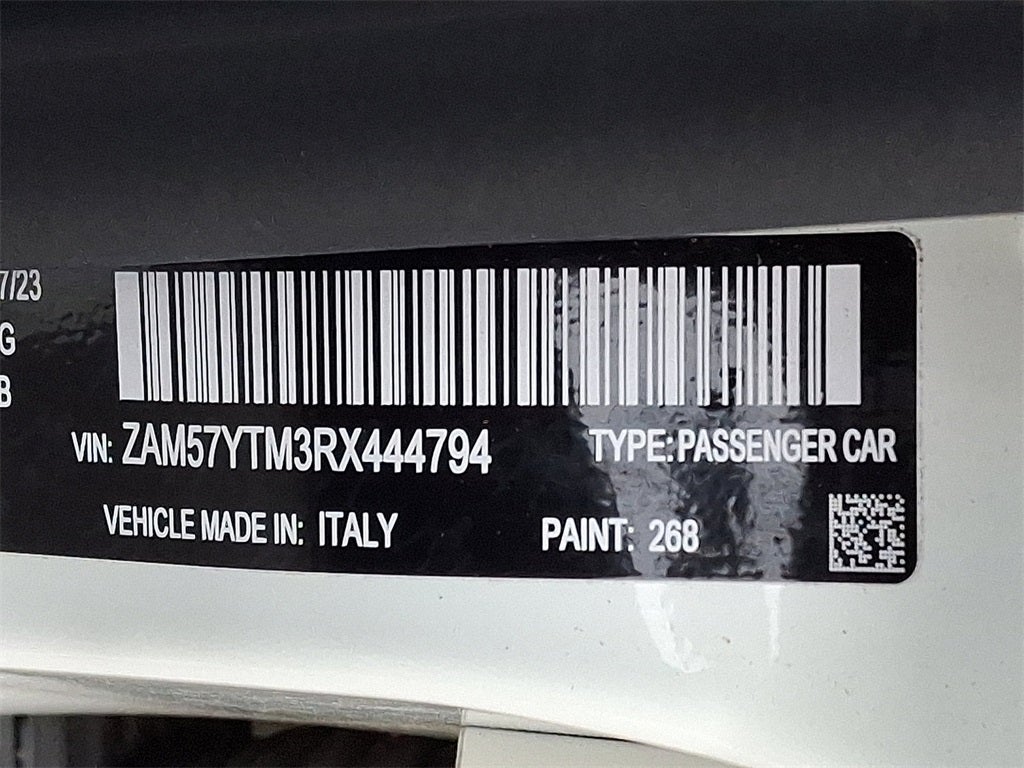 7/23
G
B
VIN: ZAM57YTM3RX444794
TYPE: PASSENGER CAR
VEHICLE MADE IN: ITALY
PAINT: 268